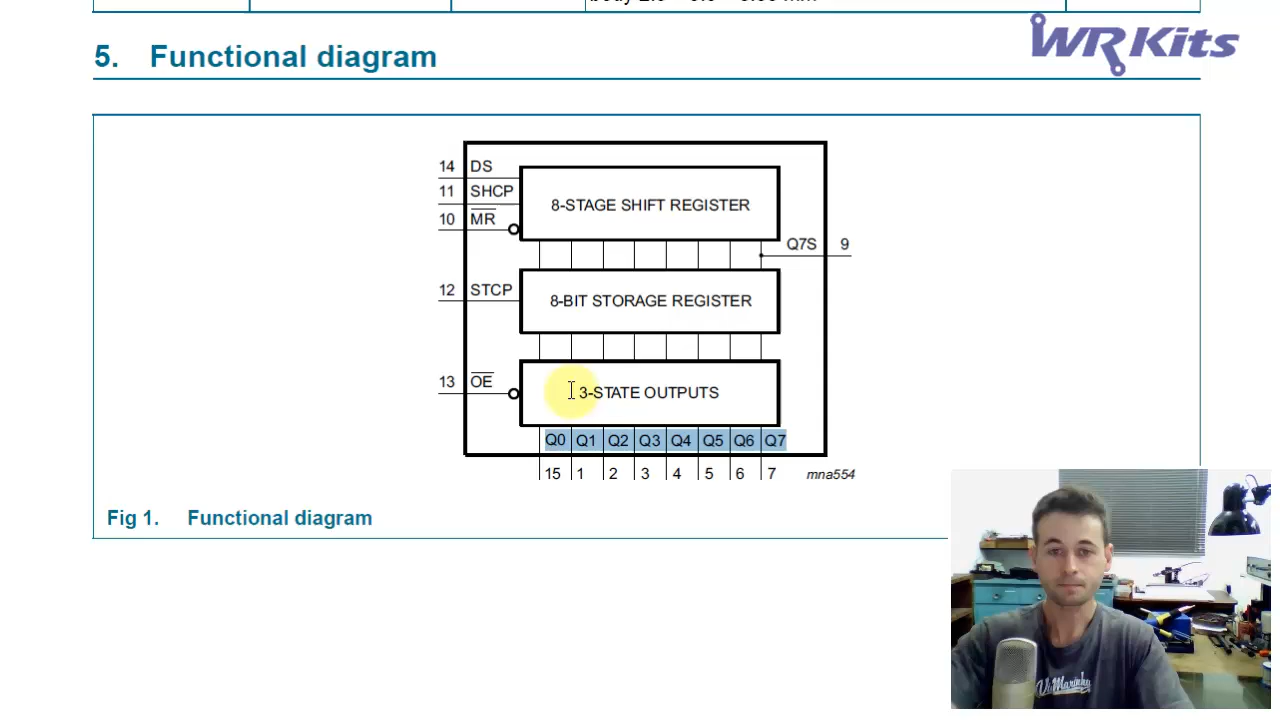 WR Kits
5. Functional diagram
14 DS
11 SHCP
10 MR
8-STAGE SHIFT REGISTER
Q7S 9
12 STCP
8-BIT STORAGE REGISTER
13 OE
3-STATE OUTPUTS
Q0 Q1 Q2 Q3 Q4 Q5 Q6 Q7
15 1 2 3 4 5 6 7 mna554
Fig 1. Functional diagram